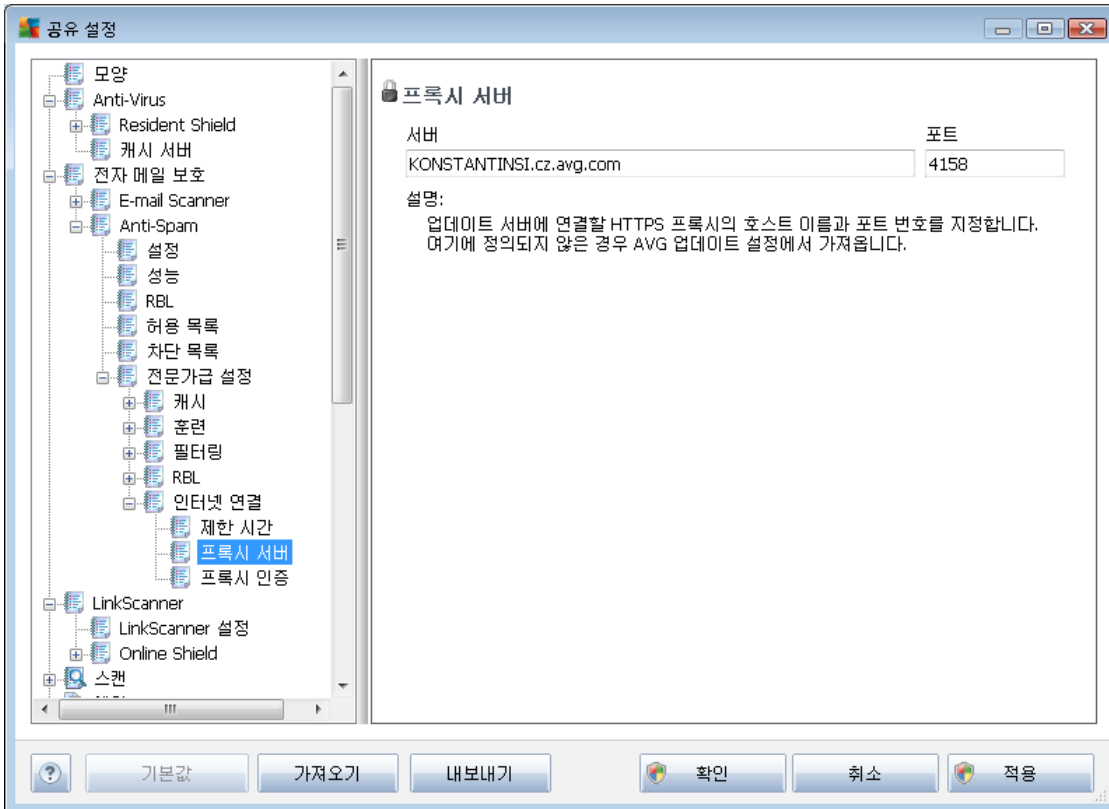 공유 설정
모양
Anti-Virus
Resident Shield
캐시 서버
전자 메일 보호
E-mail Scanner
Anti-Spam
설정
성능
RBL
허용 목록
차단 목록
전문가급 설정
캐시
훈련
필터링
RBL
인터넷 연결
제한 시간
프록시 서버
프록시 인증
LinkScanner
LinkScanner 설정
Online Shield
스캔
프록시 서버
서버 포트
KONSTANTINSI.cz.avg.com 4158
설명:
업데이트 서버에 연결할 HTTPS 프록시의 호스트 이름과 포트 번호를 지정합니다.
여기에 정의되지 않은 경우 AVG 업데이트 설정에서 가져옵니다.
기본값 가져오기 내보내기 확인 취소 적용